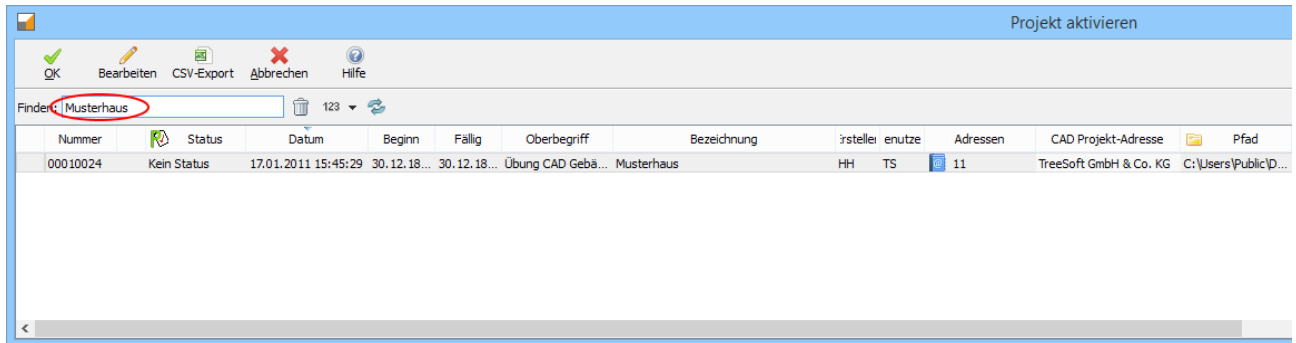 Projekt aktivieren
OK Bearbeiten CSV-Export Abbrechen Hilfe
Finden: Musterhaus 123
Nummer Status Datum Beginn Fällig Oberbegriff Bezeichnung rsteller enutze Adressen CAD Projekt-Adresse Pfad
00010024 Kein Status 17.01.2011 15:45:29 30.12.18... 30.12.18... Übung CAD Gebä... Musterhaus HH TS @ 11 TreeSoft GmbH & Co. KG C:\Users\Public\D...